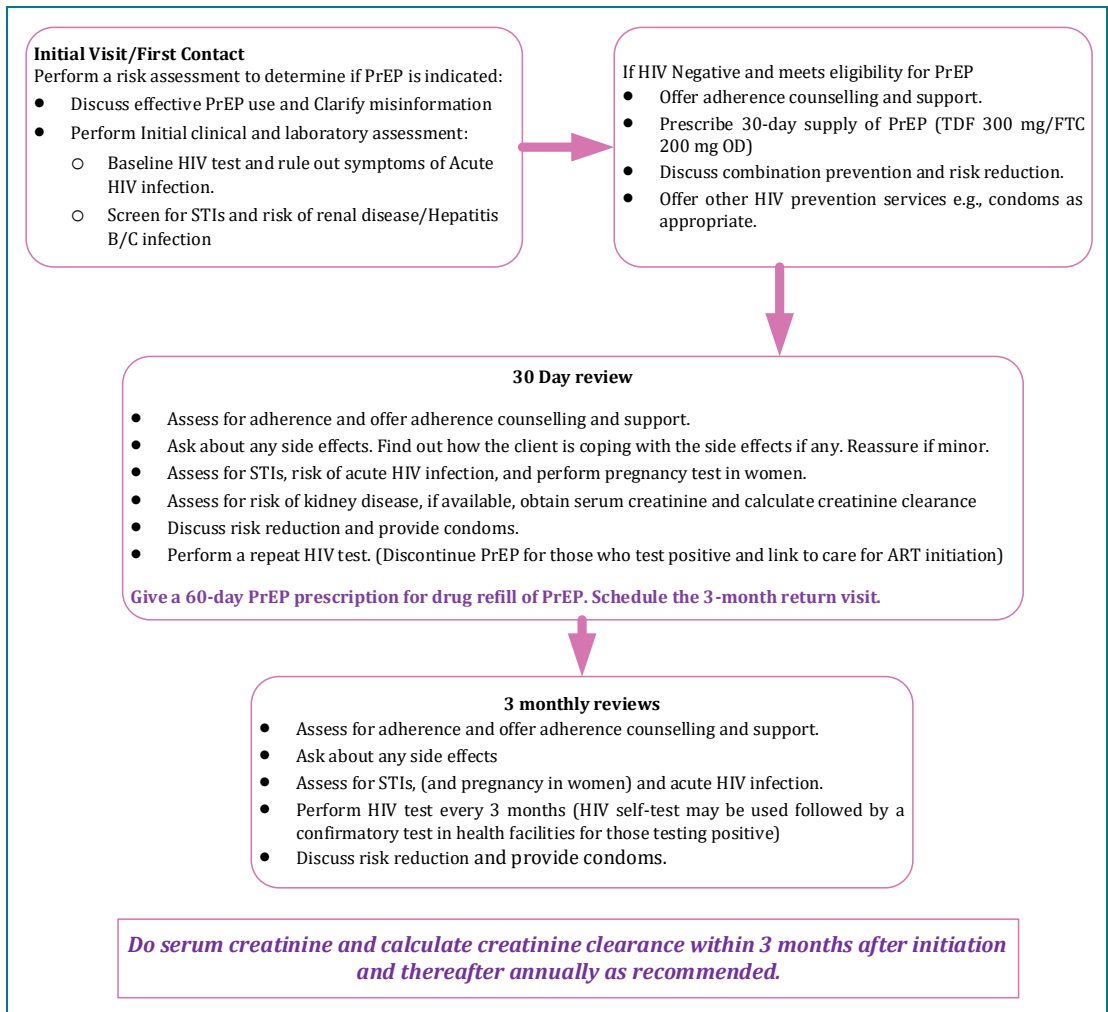 Initial Visit/First Contact
Perform a risk assessment to determine if PrEP is indicated:
● Discuss effective PrEP use and Clarify misinformation
● Perform Initial clinical and laboratory assessment:
○ Baseline HIV test and rule out symptoms of Acute
HIV infection.
○ Screen for STIs and risk of renal disease/Hepatitis
B/C infection
If HIV Negative and meets eligibility for PrEP
● Offer adherence counselling and support.
● Prescribe 30-day supply of PrEP (TDF 300 mg/FTC
200 mg OD)
● Discuss combination prevention and risk reduction.
● Offer other HIV prevention services e.g., condoms as
appropriate.
30 Day review
● Assess for adherence and offer adherence counselling and support.
● Ask about any side effects. Find out how the client is coping with the side effects if any. Reassure if minor.
● Assess for STIs, risk of acute HIV infection, and perform pregnancy test in women.
● Assess for risk of kidney disease, if available, obtain serum creatinine and calculate creatinine clearance
● Discuss risk reduction and provide condoms.
● Perform a repeat HIV test. (Discontinue PrEP for those who test positive and link to care for ART initiation)
Give a 60-day PrEP prescription for drug refill of PrEP. Schedule the 3-month return visit.
3 monthly reviews
● Assess for adherence and offer adherence counselling and support.
● Ask about any side effects
● Assess for STIs, (and pregnancy in women) and acute HIV infection.
● Perform HIV test every 3 months (HIV self-test may be used followed by a
confirmatory test in health facilities for those testing positive)
● Discuss risk reduction and provide condoms.
Do serum creatinine and calculate creatinine clearance within 3 months after initiation
and thereafter annually as recommended.